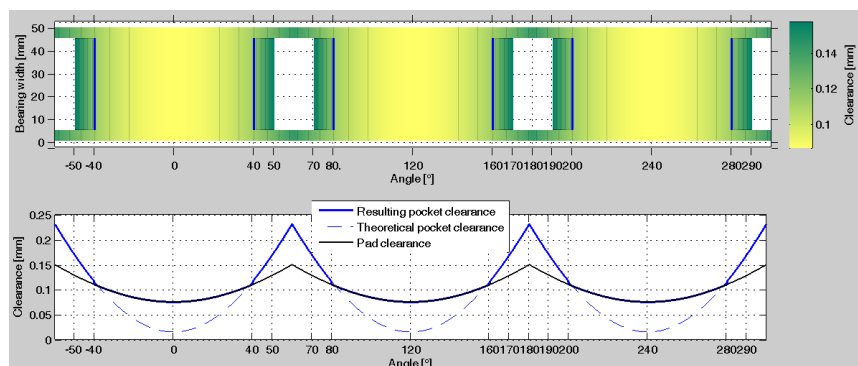 50
40
30
20
10
0
Bearing width [mm]
-50 -40 0 40 50 70 80. 120 160170180190200 240 280290
Angle [°]
0.14
0.1
Clearance [mm]
0.25
0.2
0.15
0.1
0.05
0
Clearance [mm]
Resulting pocket clearance
Theoretical pocket clearance
Pad clearance
-50 -40 0 40 50 70 80 120 160170180190200 240 280290
Angle [°]